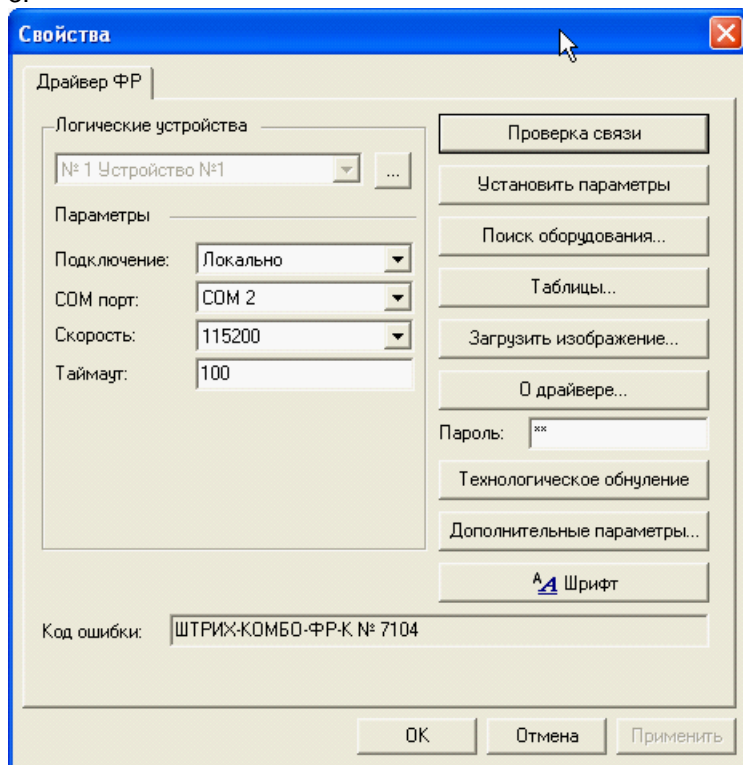 Свойства
Драйвер ФР
Логические устройства
№ 1 Устройство №1
...
Параметры
Подключение: Локально
COM порт: COM 2
Скорость: 115200
Таймаут: 100
Проверка связи
Установить параметры
Поиск оборудования...
Таблицы...
Загрузить изображение...
О драйвере...
Пароль: **
Технологическое обнуление
Дополнительные параметры...
AA Шрифт
Код ошибки: ШТРИХ-КОМБО-ФР-К № 7104
OK Отмена Применить